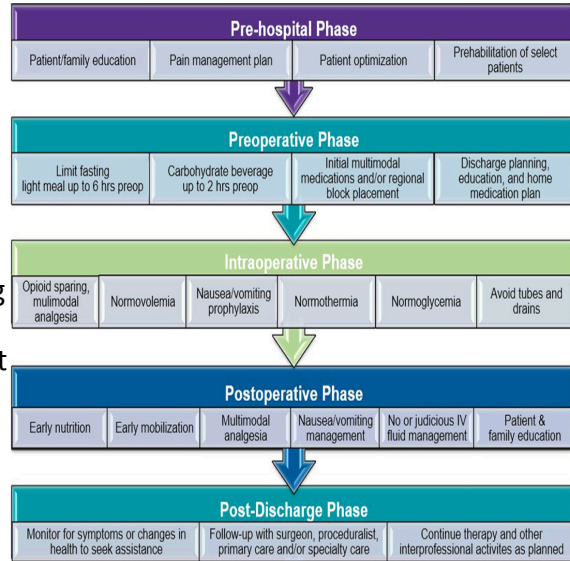 Pre-hospital Phase
Patient/family education
Pain management plan
Patient optimization
Prehabilitation of select
patients
Preoperative Phase
Limit fasting
light meal up to 6 hrs preop
Carbohydrate beverage
up to 2 hrs preop
Initial multimodal
medications and/or regional
block placement
Discharge planning,
education, and home
medication plan
Intraoperative Phase
g
Opioid sparing,
mulimodal
analgesia
Normovolemia
Nausea/vomiting
prophylaxis
Normothermia
Normoglycemia
Avoid tubes and
drains
t
Postoperative Phase
Early nutrition
Early mobilization
Multimodal
analgesia
Nausea/vomiting
management
No or judicious IV
fluid management
Patient &
family education
Post-Discharge Phase
Monitor for symptoms or changes in
health to seek assistance
Follow-up with surgeon, proceduralist,
primary care and/or specialty care
Continue therapy and other
interprofessional activites as planned